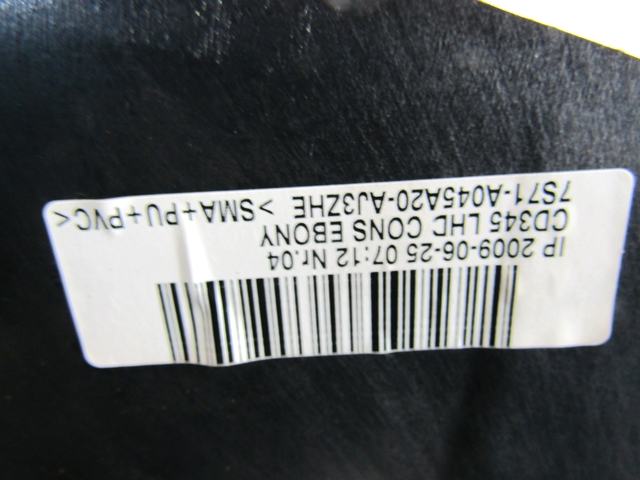 IP 2009-06-25 07:12 Nr.04
CD345 LHD CONS EBONY
7S71-A045A20-AJ3ZHE >SMA+PU+PVC<